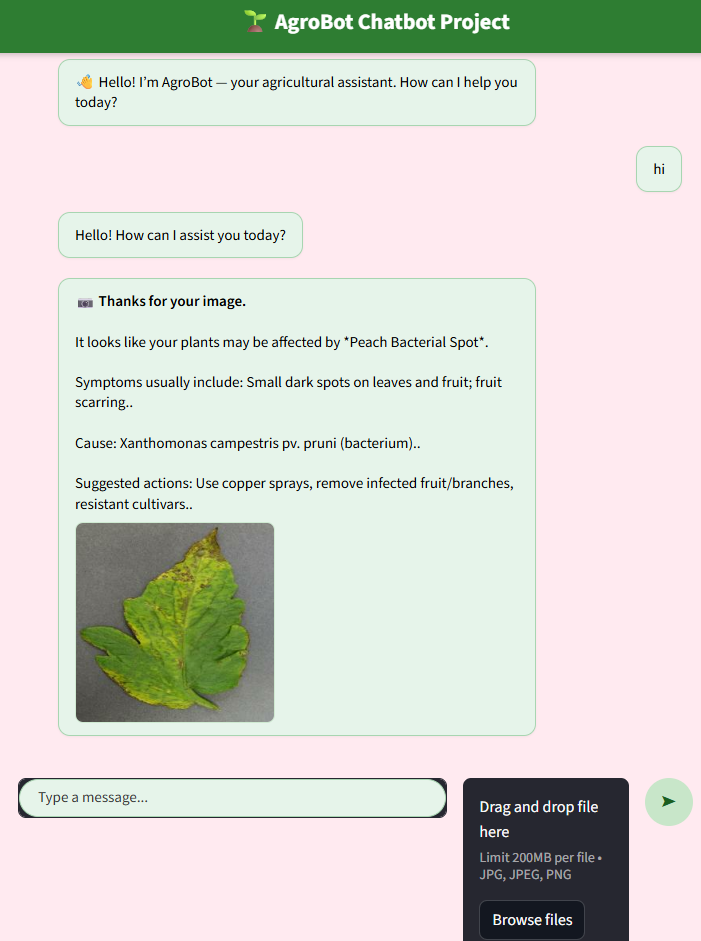 🌱 AgroBot Chatbot Project
👋 Hello! I’m AgroBot — your agricultural assistant. How can I help you
today?
hi
Hello! How can I assist you today?
📷 Thanks for your image.
It looks like your plants may be affected by *Peach Bacterial Spot*.
Symptoms usually include: Small dark spots on leaves and fruit; fruit
scarring..
Cause: Xanthomonas campestris pv. pruni (bacterium)..
Suggested actions: Use copper sprays, remove infected fruit/branches,
resistant cultivars..
Type a message...
➤
Drag and drop file
here
Limit 200MB per file •
JPG, JPEG, PNG
Browse files